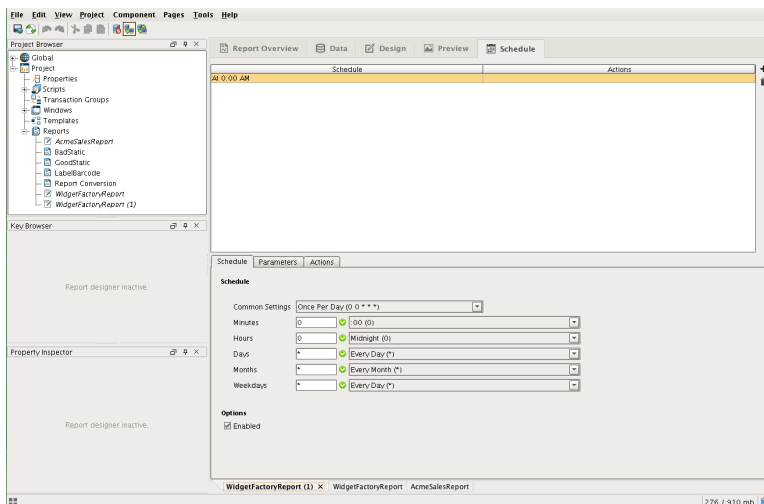 File Edit View Project Component Pages Tools Help
Project Browser
Global
Project
Properties
Scripts
Transaction Groups
Windows
Templates
Reports
AcmeSalesReport
BadStatic
GoodStatic
LabelBarcode
Report Conversion
WidgetFactoryReport
WidgetFactoryReport (1)
Key Browser
Report designer inactive.
Property Inspector
Report designer inactive.
Report Overview Data Design Preview Schedule
Schedule Actions
At 0:00 AM
Schedule Parameters Actions
Schedule
Common Settings Once Per Day (0 0 * * *)
Minutes 0 :00 (0)
Hours 0 Midnight (0)
Days * Every Day (*)
Months * Every Month (*)
Weekdays * Every Day (*)
Options
Enabled
WidgetFactoryReport (1) × WidgetFactoryReport AcmeSalesReport
276 / 910 mb